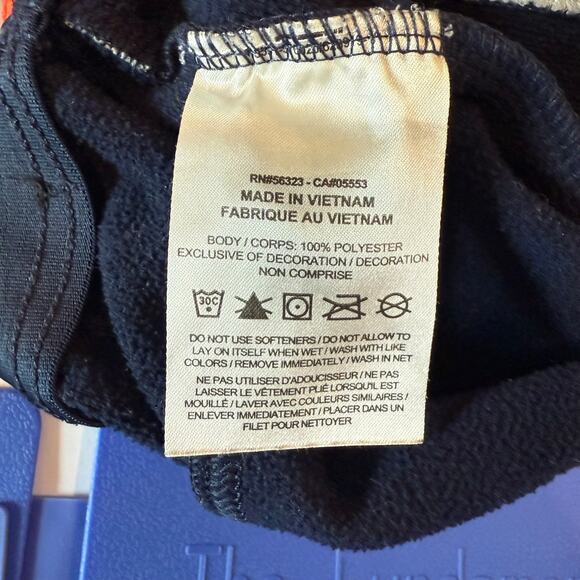 RN#56323 - CA#05553
MADE IN VIETNAM
FABRIQUE AU VIETNAM
BODY / CORPS: 100% POLYESTER
EXCLUSIVE OF DECORATION / DECORATION
NON COMPRISE
30C
DO NOT USE SOFTENERS / DO NOT ALLOW TO
LAY ON ITSELF WHEN WET / WASH WITH LIKE
COLORS / REMOVE IMMEDIATELY / WASH IN NET
NE PAS UTILISER D'ADOUCISSEUR / NE PAS
LAISSER LE VÊTEMENT PLIÉ LORSQU'IL EST
MOUILLÉ / LAVER AVEC COULEURS SIMILAIRES /
ENLEVER IMMEDIATEMENT / PLACER DANS UN
FILET POUR NETTOYER
The